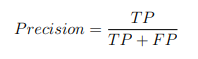 Precision = TP / (TP + FP)